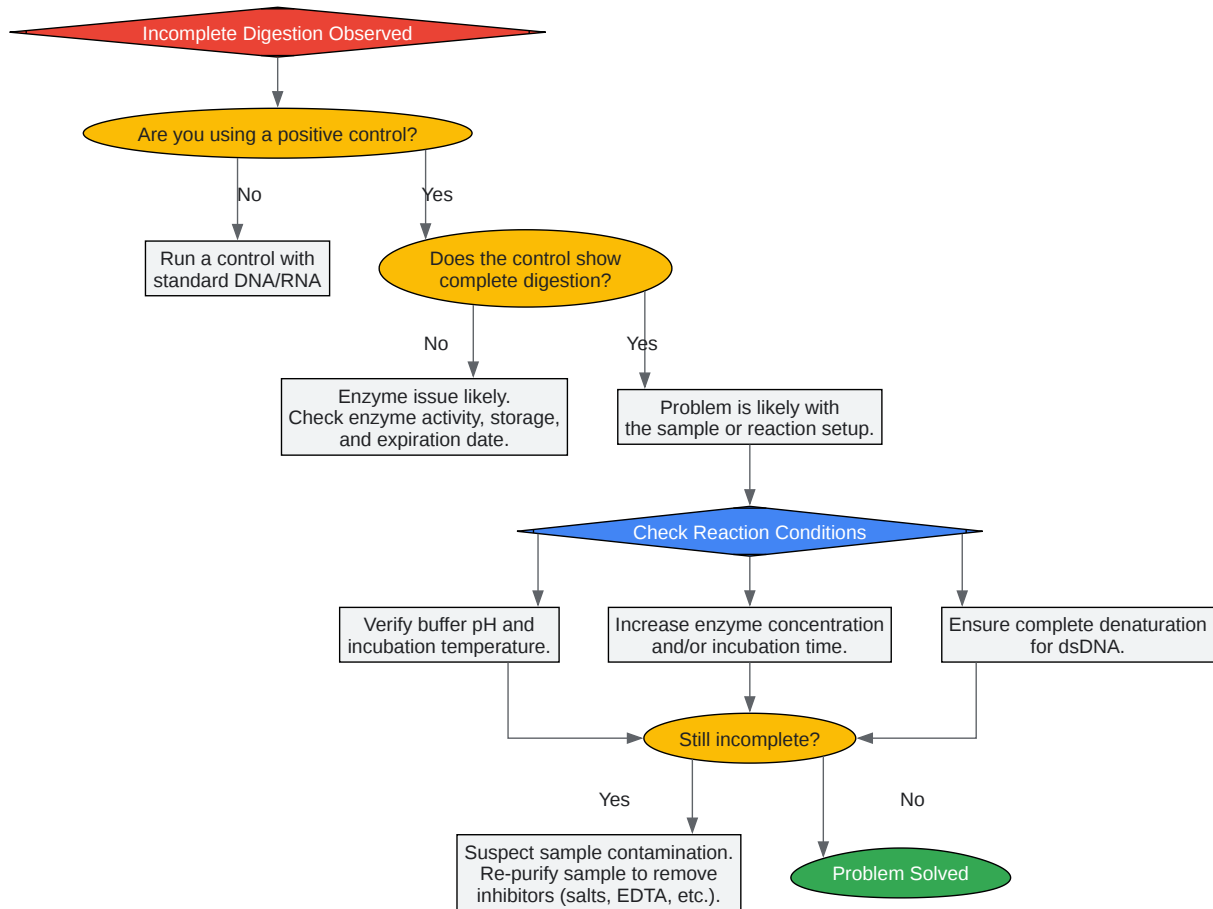 Incomplete Digestion Observed
Are you using a positive control?
No
Yes
Run a control with
standard DNA/RNA
Does the control show
complete digestion?
No
Yes
Enzyme issue likely.
Check enzyme activity, storage,
and expiration date.
Problem is likely with
the sample or reaction setup.
Check Reaction Conditions
Verify buffer pH and
incubation temperature.
Increase enzyme concentration
and/or incubation time.
Ensure complete denaturation
for dsDNA.
Still incomplete?
Yes
No
Suspect sample contamination.
Re-purify sample to remove
inhibitors (salts, EDTA, etc.).
Problem Solved